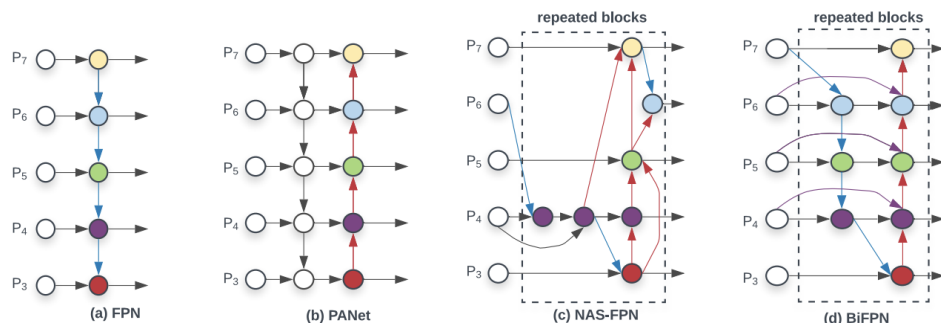 repeated blocks
repeated blocks
P7
P6
P5
P4
P3
(a) FPN
P7
P6
P5
P4
P3
(b) PANet
P7
P6
P5
P4
P3
(c) NAS-FPN
P7
P6
P5
P4
P3
(d) BiFPN